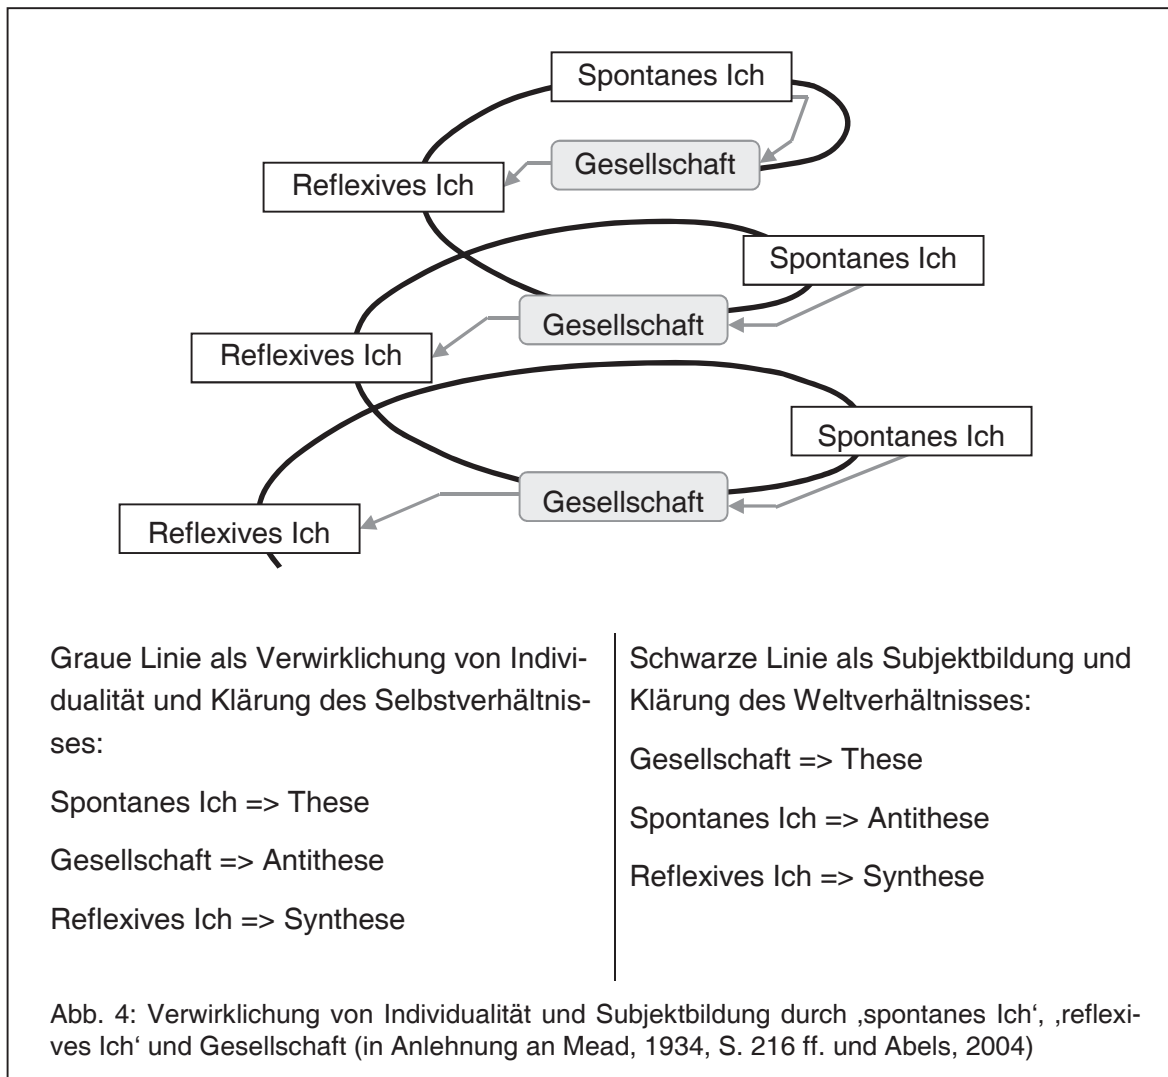 Spontanes Ich
Gesellschaft
Reflexives Ich
Spontanes Ich
Gesellschaft
Reflexives Ich
Spontanes Ich
Gesellschaft
Reflexives Ich
Graue Linie als Verwirklichung von Indivi-
dualität und Klärung des Selbstverhältnis-
ses:
Spontanes Ich => These
Gesellschaft => Antithese
Reflexives Ich => Synthese
Schwarze Linie als Subjektbildung und
Klärung des Weltverhältnisses:
Gesellschaft => These
Spontanes Ich => Antithese
Reflexives Ich => Synthese
Abb. 4: Verwirklichung von Individualität und Subjektbildung durch ‚spontanes Ich‘, ‚reflexi-
ves Ich‘ und Gesellschaft (in Anlehnung an Mead, 1934, S. 216 ff. und Abels, 2004)